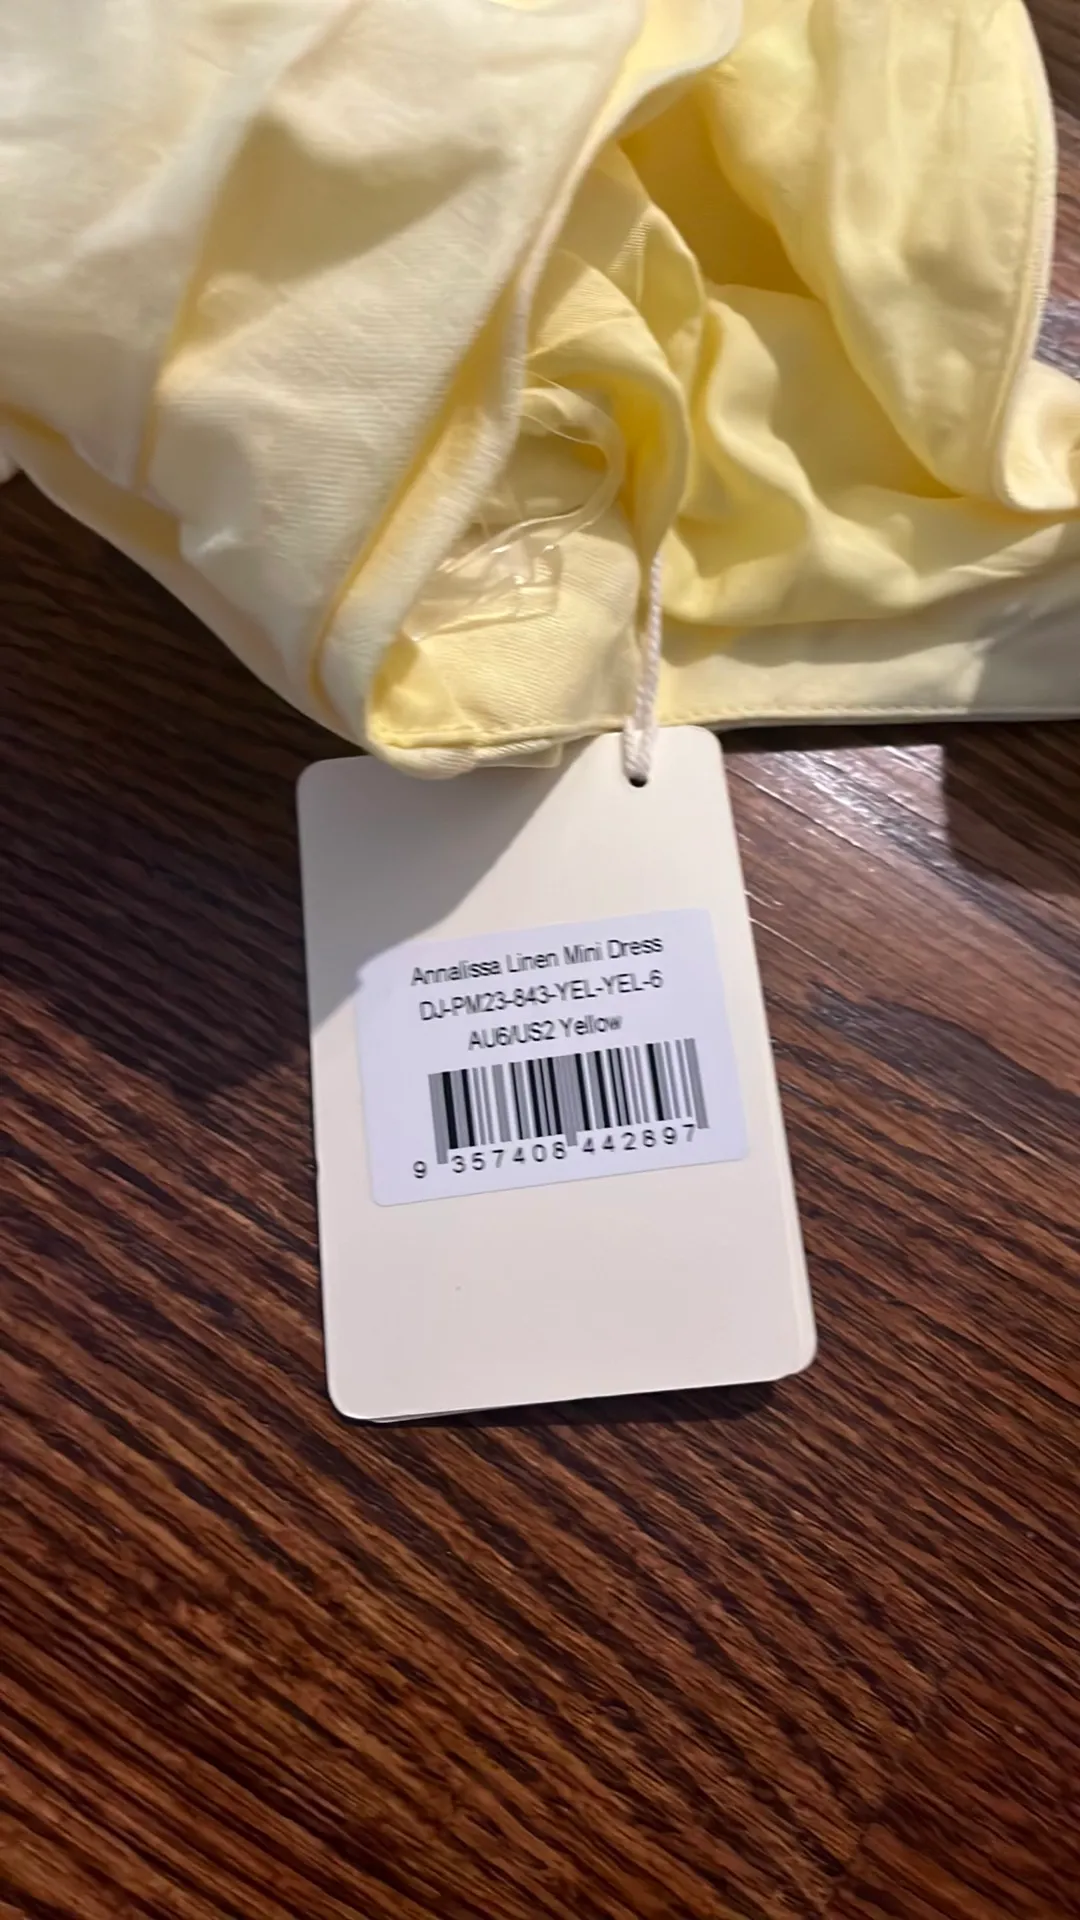 Annalissa Linen Mini Dress
DJ-PM23-843-YEL-YEL-6
AU6/US2 Yellow
9 357408 442897